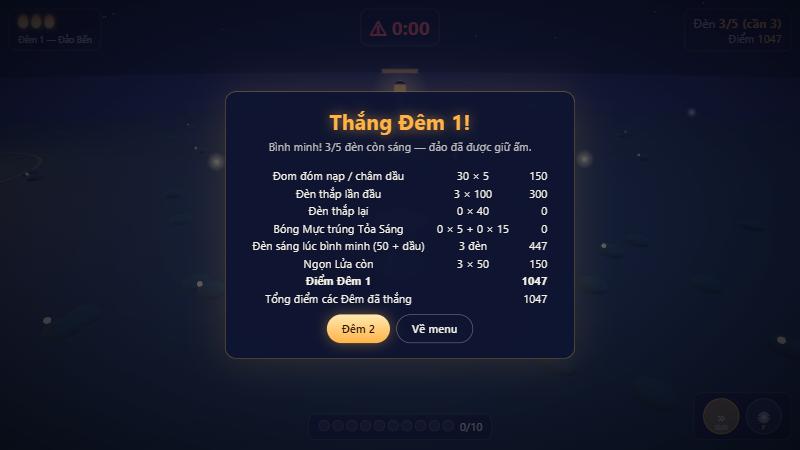 Đêm 1 — Đảo Bến
0:00
Đèn 3/5 (cần 3)
Điểm 1047
Thắng Đêm 1!
Bình minh! 3/5 đèn còn sáng — đảo đã được giữ ấm.
Đom đóm nạp / châm dầu 30 × 5 150
Đèn thắp lần đầu 3 × 100 300
Đèn thắp lại 0 × 40 0
Bóng Mực trúng Tỏa Sáng 0 × 5 + 0 × 15 0
Đèn sáng lúc bình minh (50 + dầu) 3 đèn 447
Ngọn Lửa còn 3 × 50 150
Điểm Đêm 1 1047
Tổng điểm các Đêm đã thắng 1047
Đêm 2 Về menu
0/10